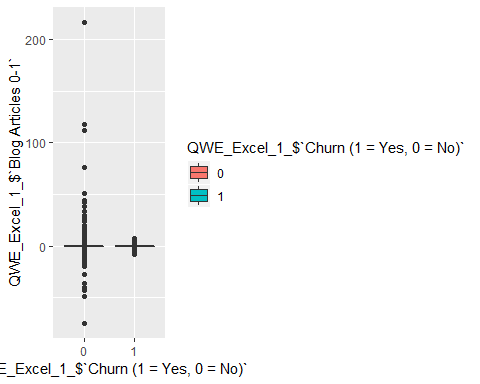 200
100
0
QWE_Excel_1_$`Blog Articles 0-1`
0
1
E_Excel_1_$`Churn (1 = Yes, 0 = No)`
QWE_Excel_1_$`Churn (1 = Yes, 0 = No)`
0
1